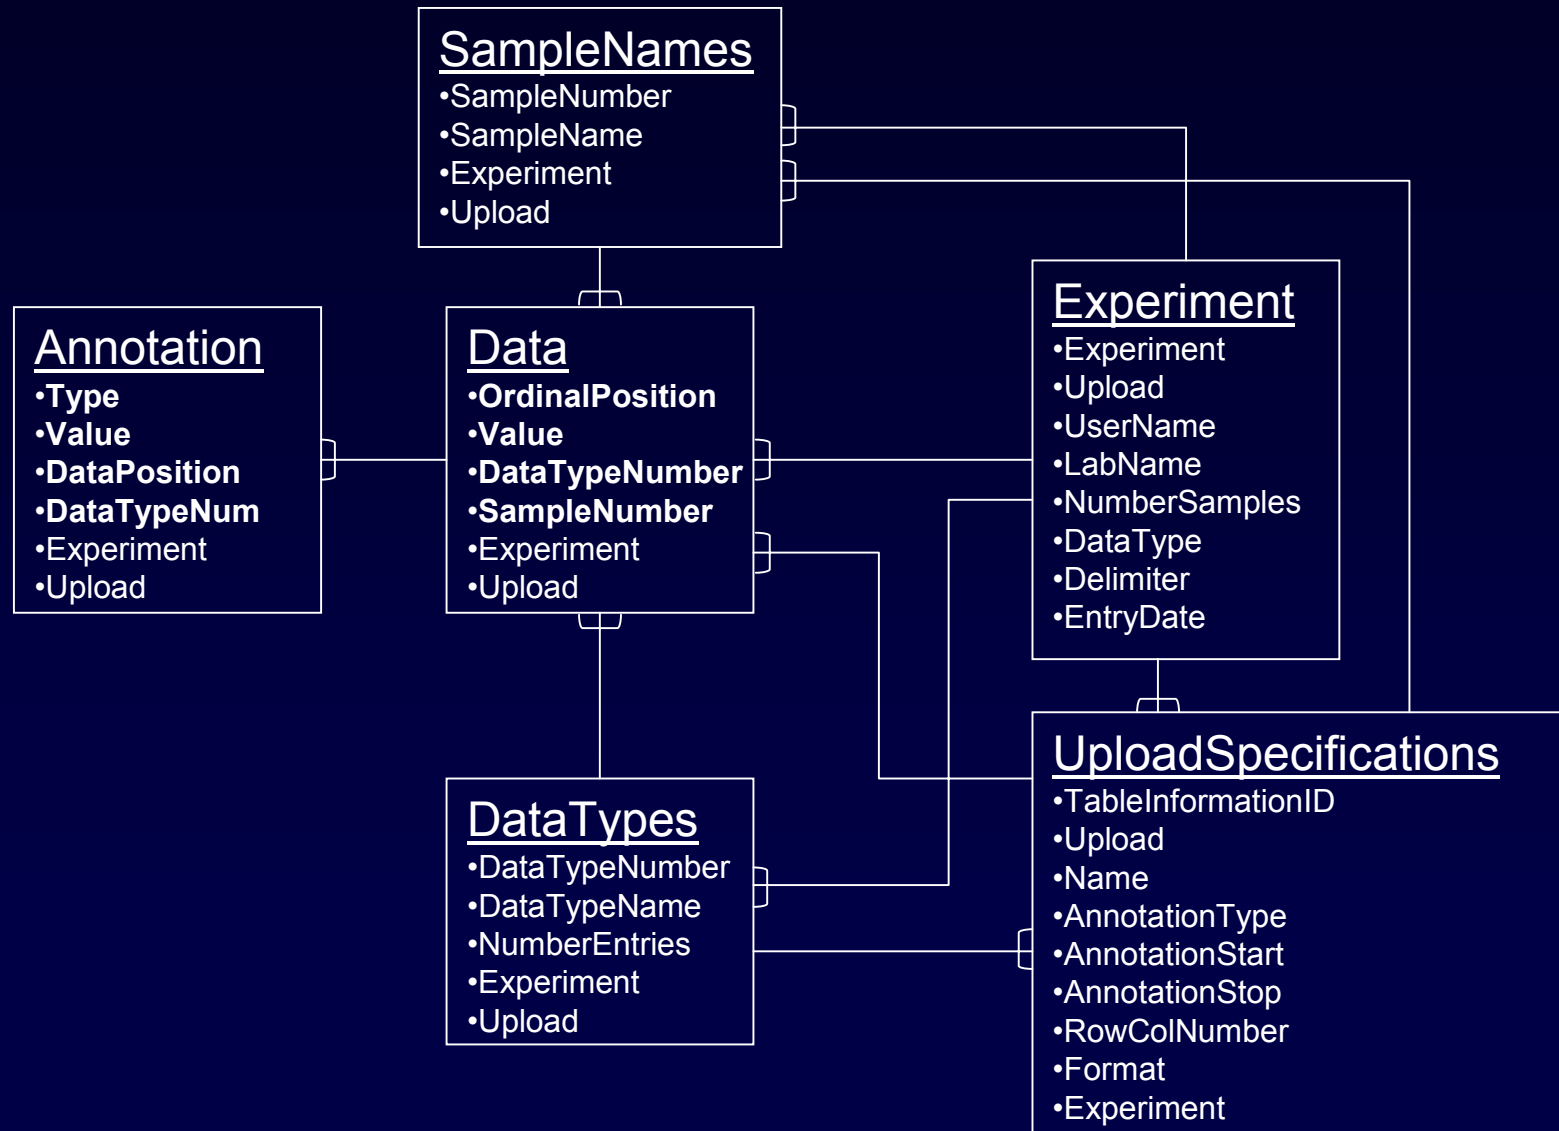 SampleNames
•SampleNumber
•SampleName
•Experiment
•Upload
Annotation
•Type
•Value
•DataPosition
•DataTypeNum
•Experiment
•Upload
Data
•OrdinalPosition
•Value
•DataTypeNumber
•SampleNumber
•Experiment
•Upload
Experiment
•Experiment
•Upload
•UserName
•LabName
•NumberSamples
•DataType
•Delimiter
•EntryDate
DataTypes
•DataTypeNumber
•DataTypeName
•NumberEntries
•Experiment
•Upload
UploadSpecifications
•TableInformationID
•Upload
•Name
•AnnotationType
•AnnotationStart
•AnnotationStop
•RowColNumber
•Format
•Experiment